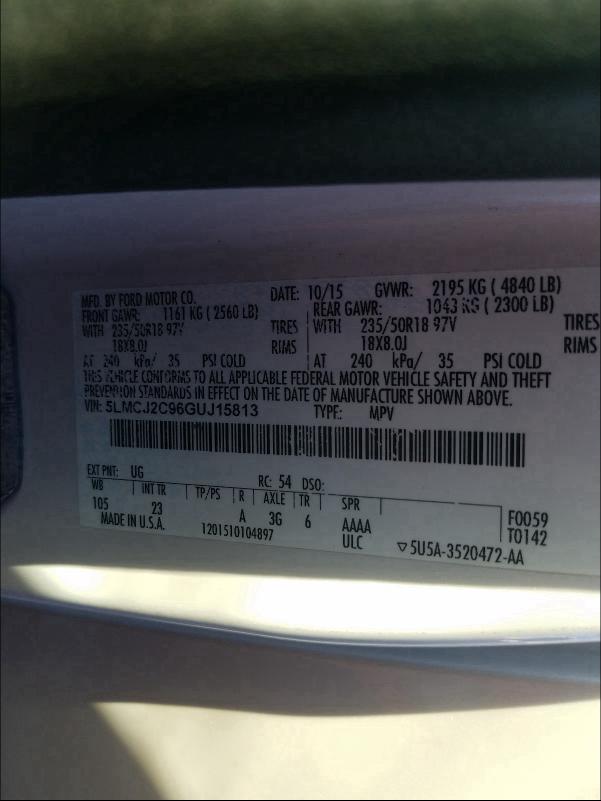 MFD. BY FORD MOTOR CO. DATE: 10/15 GVWR: 2195 KG ( 4840 LB)
FRONT GAWR: 1161 KG ( 2560 LB) REAR GAWR: 1043 KG ( 2300 LB)
WITH 235/50R18 97V TIRES WITH 235/50R18 97V TIRES
18X8.0J RIMS 18X8.0J RIMS
AT 240 kPa/ 35 PSI COLD AT 240 kPa/ 35 PSI COLD
THIS VEHICLE CONFORMS TO ALL APPLICABLE FEDERAL MOTOR VEHICLE SAFETY AND THEFT
PREVENTION STANDARDS IN EFFECT ON THE DATE OF MANUFACTURE SHOWN ABOVE.
VIN: 5LMCJ2C96GUJ15813 TYPE: MPV
EXT PNT: UG RC: 54 DSO:
WB INT TR TP/PS R AXLE TR SPR
105 23 A 3G 6 AAAA F0059
MADE IN U.S.A. 1201510104897 ULC T0142
▽5U5A-3520472-AA